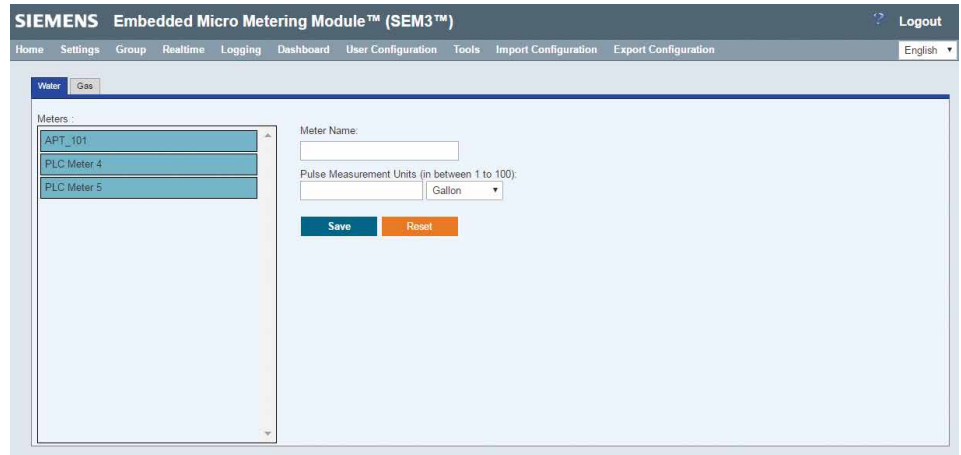 SIEMENS Embedded Micro Metering Module™ (SEM3™) ? Logout
Home Settings Group Realtime Logging Dashboard User Configuration Tools Import Configuration Export Configuration English
Water Gas
Meters :
APT_101
PLC Meter 4
PLC Meter 5
Meter Name:
Pulse Measurement Units (in between 1 to 100):
Gallon
Save Reset